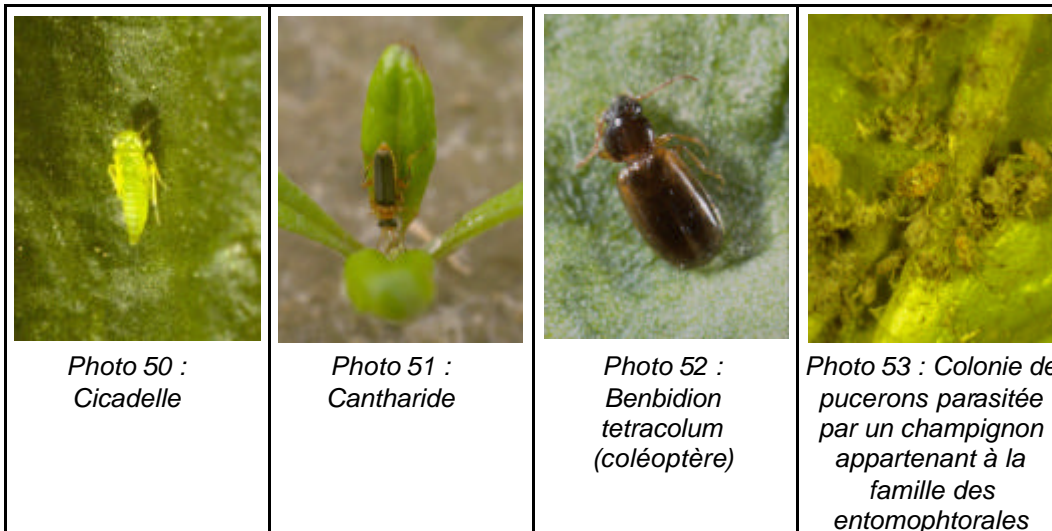 Photo 50 :
Cicadelle
Photo 51 :
Cantharide
Photo 52 :
Benbidion
tetracolum
(coléoptère)
Photo 53 : Colonie de
pucerons parasitée
par un champignon
appartenant à la
famille des
entomophtorales